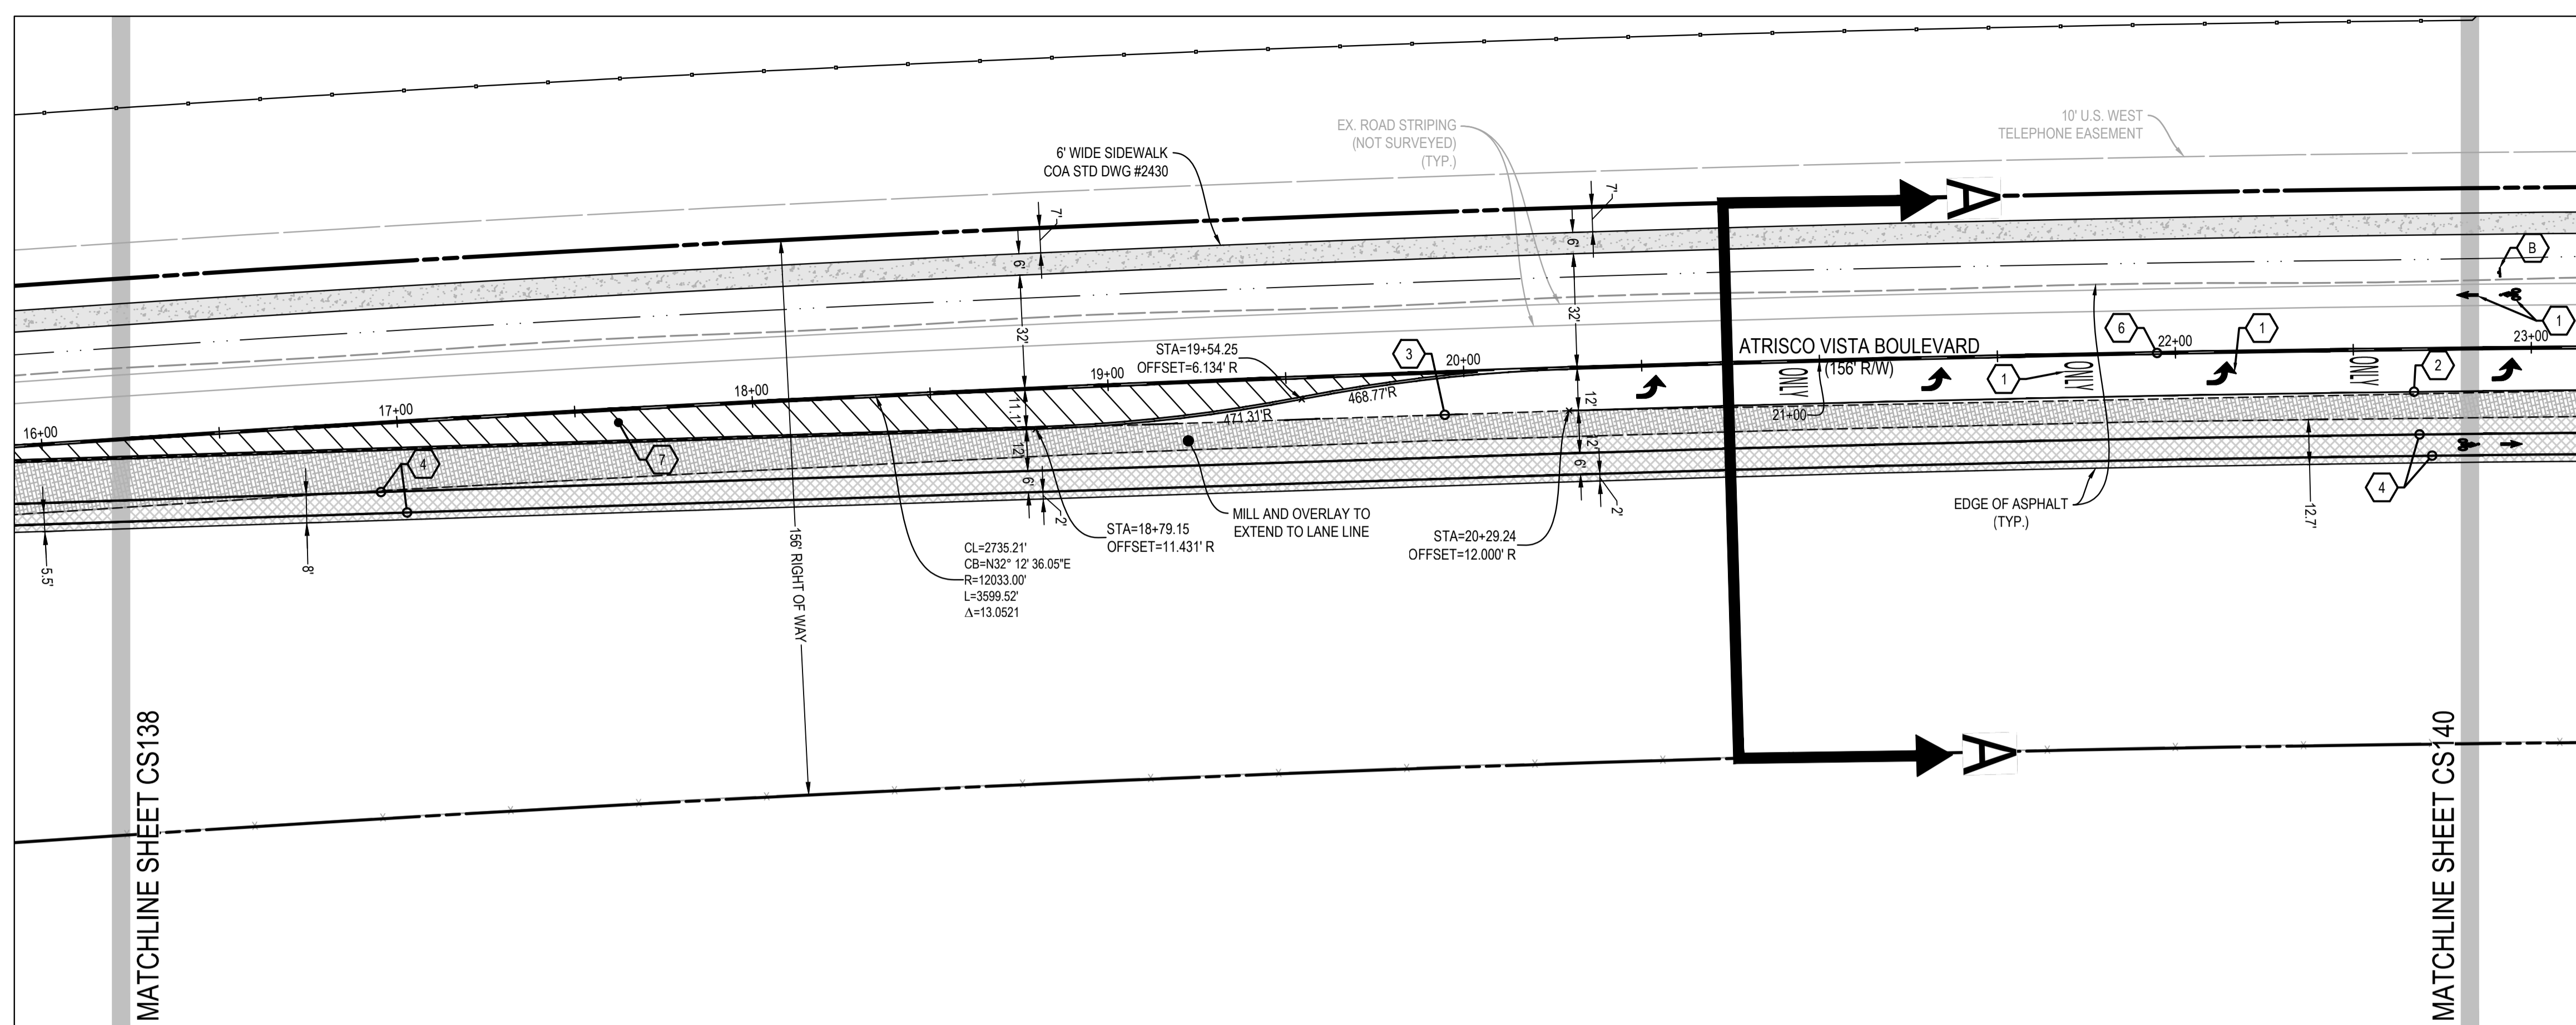 10' U.S. WEST
TELEPHONE EASEMENT
EX. ROAD STRIPING
(NOT SURVEYED)
(TYP.)
6' WIDE SIDEWALK
COA STD DWG #2430
7'
7'
A
6'
6'
B
32'
32'
1
23+00
6
22+00
1
ATRISCO VISTA BOULEVARD
(156' R/W)
STA=19+54.25
OFFSET=6.134' R
3
20+00
19+00
18+00
17+00
16+00
2
1
ONLY
ONLY
ONLY
21+00
468.77'R
471.31'R
11.1'
12'
12'
12'
6'
6'
2'
2'
7
4
4
5.5'
8'
12.7'
EDGE OF ASPHALT
(TYP.)
MILL AND OVERLAY TO
EXTEND TO LANE LINE
STA=18+79.15
OFFSET=11.431' R
STA=20+29.24
OFFSET=12.000' R
CL=2735.21'
CB=N32° 12' 36.05"E
R=12033.00'
L=3599.52'
Δ=13.0521
156' RIGHT OF WAY
A
MATCHLINE SHEET CS138
MATCHLINE SHEET CS140